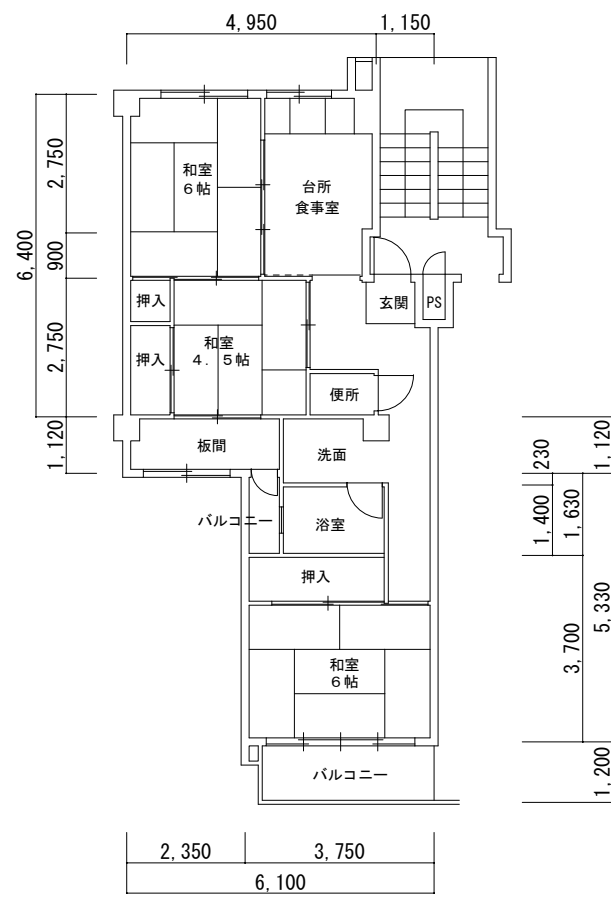 4,950
1,150
2,750
900
2,750
6,400
1,120
和室
6帖
台所
食事室
押入
押入
和室
4．5帖
玄関
PS
便所
板間
洗面
バルコニー
浴室
押入
和室
6帖
バルコニー
230
1,120
1,400
1,630
5,330
3,700
1,200
2,350
3,750
6,100